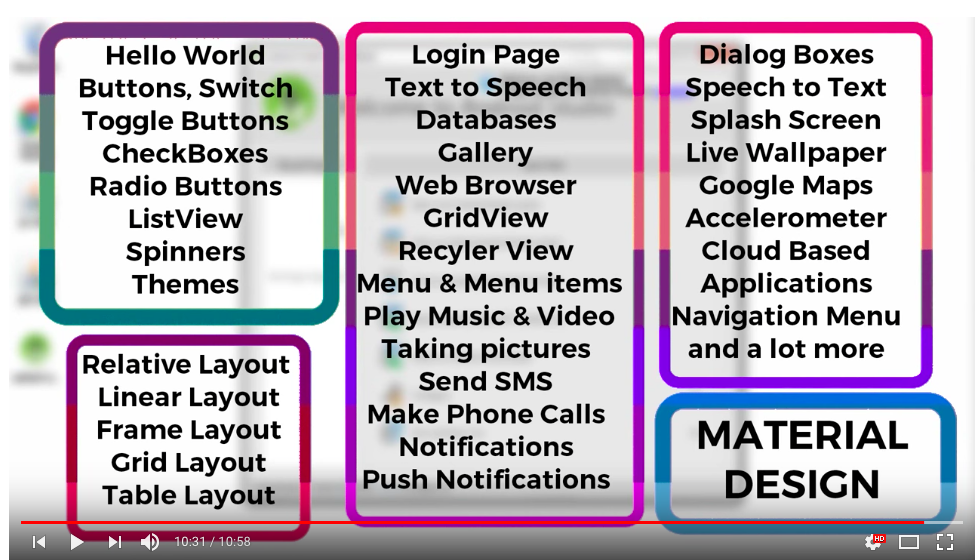 Hello World
Buttons, Switch
Toggle Buttons
CheckBoxes
Radio Buttons
ListView
Spinners
Themes
Relative Layout
Linear Layout
Frame Layout
Grid Layout
Table Layout
Login Page
Text to Speech
Databases
Gallery
Web Browser
GridView
Recyler View
Menu & Menu items
Play Music & Video
Taking pictures
Send SMS
Make Phone Calls
Notifications
Push Notifications
Dialog Boxes
Speech to Text
Splash Screen
Live Wallpaper
Google Maps
Accelerometer
Cloud Based
Applications
Navigation Menu
and a lot more
MATERIAL
DESIGN
10:31 / 10:58
HD